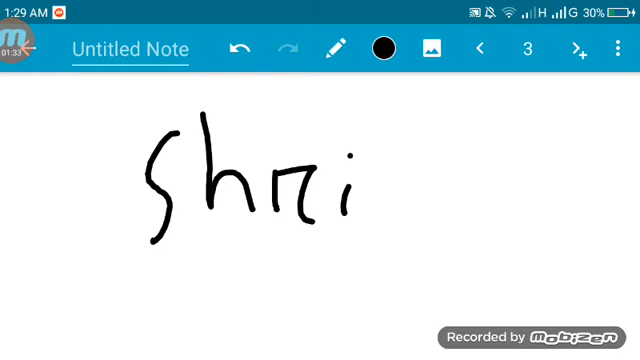 1:29 AM H G 30%
01:33 Untitled Note 3
Shri
Recorded by mobizen